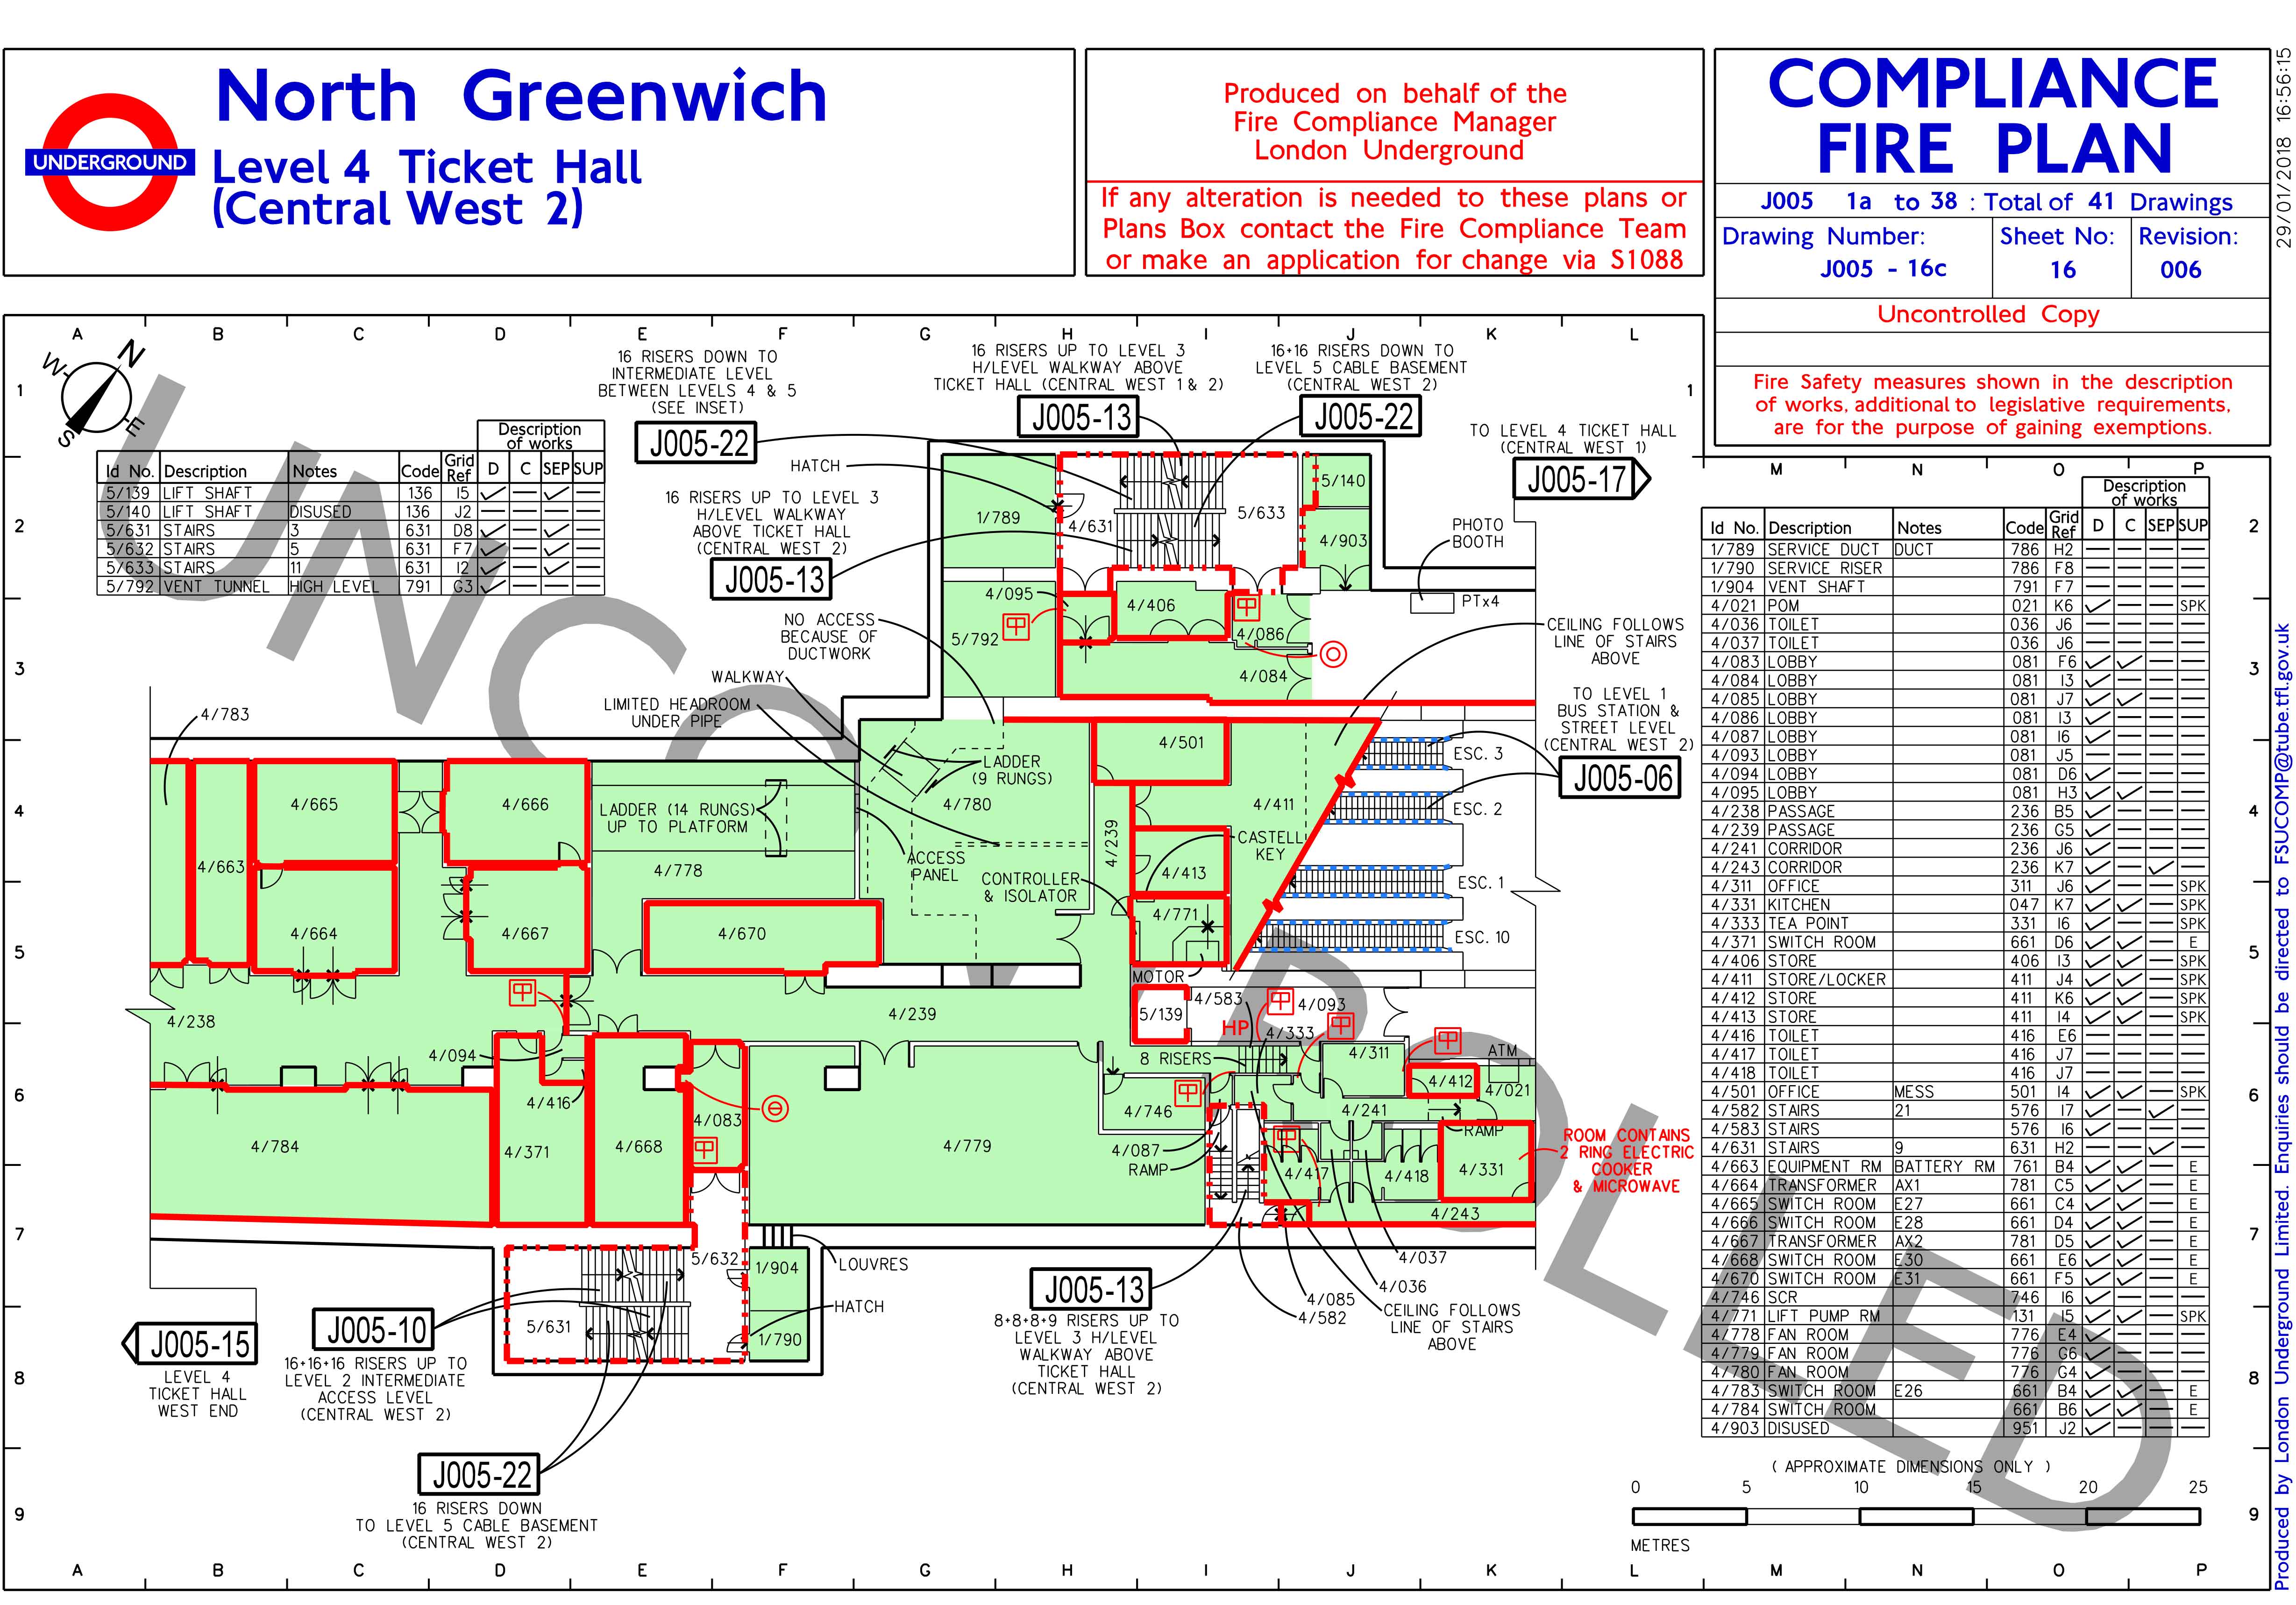 North Greenwich
Level 4 Ticket Hall
(Central West 2)
UNDERGROUND
Produced on behalf of the
Fire Compliance Manager
London Underground
If any alteration is needed to these plans or
Plans Box contact the Fire Compliance Team
or make an application for change via S1088
COMPLIANCE
FIRE PLAN
J005 1a to 38 : Total of 41 Drawings
Drawing Number: Sheet No: Revision:
J005 - 16c 16 006
Uncontrolled Copy
Fire Safety measures shown in the description
of works, additional to legislative requirements,
are for the purpose of gaining exemptions.
29/01/2018 16:56:15
Produced by London Underground Limited. Enquiries should be directed to FSUCOMP@tube.tfl.gov.uk
UNCONTROLLED
A B C D E F G H I J K L
1
N
W
E
S
Description
of works
Id No. Description Notes Code Grid Ref D C SEP SUP
5/139 LIFT SHAFT 136 I5 ✓ — ✓ —
5/140 LIFT SHAFT DISUSED 136 J2 — — — —
5/631 STAIRS 3 631 D8 ✓ — ✓ —
5/632 STAIRS 5 631 F7 ✓ — ✓ —
5/633 STAIRS 11 631 I2 ✓ — ✓ —
5/792 VENT TUNNEL HIGH LEVEL 791 G3 ✓ — — —
16 RISERS DOWN TO
INTERMEDIATE LEVEL
BETWEEN LEVELS 4 & 5
(SEE INSET)
J005-22
16 RISERS UP TO LEVEL 3
H/LEVEL WALKWAY ABOVE
TICKET HALL (CENTRAL WEST 1 & 2)
J005-13
16+16 RISERS DOWN TO
LEVEL 5 CABLE BASEMENT
(CENTRAL WEST 2)
J005-22
TO LEVEL 4 TICKET HALL
(CENTRAL WEST 1)
J005-17
HATCH
16 RISERS UP TO LEVEL 3
H/LEVEL WALKWAY
ABOVE TICKET HALL
(CENTRAL WEST 2)
J005-13
1/789
4/631
5/633
5/140
4/903
PHOTO
BOOTH
PTx4
4/095
4/406
4/086
5/792
4/084
NO ACCESS
BECAUSE OF
DUCTWORK
WALKWAY
LIMITED HEADROOM
UNDER PIPE
CEILING FOLLOWS
LINE OF STAIRS
ABOVE
TO LEVEL 1
BUS STATION &
STREET LEVEL
(CENTRAL WEST 2)
J005-06
4/783
4/501
LADDER
(9 RUNGS)
ESC. 3
4/665
4/666
LADDER (14 RUNGS)
UP TO PLATFORM
4/780
4/239
4/411
ESC. 2
CASTELL
KEY
4/663
4/778
ACCESS
PANEL
4/413
CONTROLLER
& ISOLATOR
ESC. 1
4/664
4/667
4/670
4/771
ESC. 10
MOTOR
4/238
4/239
5/139
4/583
4/093
HP
4/333
4/094
8 RISERS
4/311
ATM
4/416
4/083
4/746
4/412
4/021
4/241
RAMP
4/784
4/371
4/668
4/779
4/087
RAMP
4/417
4/418
4/331
ROOM CONTAINS
2 RING ELECTRIC
COOKER
& MICROWAVE
4/243
5/632
1/904
LOUVRES
4/037
4/036
4/085
4/582
J005-13
8+8+8+9 RISERS UP TO
LEVEL 3 H/LEVEL
WALKWAY ABOVE
TICKET HALL
(CENTRAL WEST 2)
CEILING FOLLOWS
LINE OF STAIRS
ABOVE
HATCH
1/790
5/631
J005-15
LEVEL 4
TICKET HALL
WEST END
J005-10
16+16+16 RISERS UP TO
LEVEL 2 INTERMEDIATE
ACCESS LEVEL
(CENTRAL WEST 2)
J005-22
16 RISERS DOWN
TO LEVEL 5 CABLE BASEMENT
(CENTRAL WEST 2)
1
2
3
4
5
6
7
8
9
M N O P
Description
of works
Id No. Description Notes Code Grid Ref D C SEP SUP
1/789 SERVICE DUCT DUCT 786 H2 — — — —
1/790 SERVICE RISER 786 F8 — — — —
1/904 VENT SHAFT 791 F7 — — — —
4/021 POM 021 K6 ✓ — — SPK
4/036 TOILET 036 J6 — — — —
4/037 TOILET 036 J6 — — — —
4/083 LOBBY 081 F6 ✓ ✓ — —
4/084 LOBBY 081 I3 ✓ — — —
4/085 LOBBY 081 J7 ✓ ✓ — —
4/086 LOBBY 081 I3 ✓ — — —
4/087 LOBBY 081 I6 ✓ — — —
4/093 LOBBY 081 J5 — — — —
4/094 LOBBY 081 D6 ✓ — — —
4/095 LOBBY 081 H3 ✓ ✓ — —
4/238 PASSAGE 236 B5 ✓ — — —
4/239 PASSAGE 236 G5 ✓ — — —
4/241 CORRIDOR 236 J6 ✓ — — —
4/243 CORRIDOR 236 K7 ✓ — ✓ —
4/311 OFFICE 311 J6 ✓ — — SPK
4/331 KITCHEN 047 K7 ✓ ✓ — SPK
4/333 TEA POINT 331 I6 ✓ — — SPK
4/371 SWITCH ROOM 661 D6 ✓ ✓ — E
4/406 STORE 406 I3 ✓ ✓ — SPK
4/411 STORE/LOCKER 411 J4 ✓ ✓ — SPK
4/412 STORE 411 K6 ✓ ✓ — SPK
4/413 STORE 411 I4 ✓ ✓ — SPK
4/416 TOILET 416 E6 — — — —
4/417 TOILET 416 J7 — — — —
4/418 TOILET 416 J7 — — — —
4/501 OFFICE MESS 501 I4 ✓ ✓ — SPK
4/582 STAIRS 21 576 I7 ✓ — ✓ —
4/583 STAIRS 576 I6 ✓ — — —
4/631 STAIRS 9 631 H2 — — ✓ —
4/663 EQUIPMENT RM BATTERY RM 761 B4 ✓ ✓ — E
4/664 TRANSFORMER AX1 781 C5 ✓ ✓ — E
4/665 SWITCH ROOM E27 661 C4 ✓ ✓ — E
4/666 SWITCH ROOM E28 661 D4 ✓ ✓ — E
4/667 TRANSFORMER AX2 781 D5 ✓ ✓ — E
4/668 SWITCH ROOM E30 661 E6 ✓ ✓ — E
4/670 SWITCH ROOM E31 661 F5 ✓ ✓ — E
4/746 SCR 746 I6 ✓ — — —
4/771 LIFT PUMP RM 131 I5 ✓ ✓ — SPK
4/778 FAN ROOM 776 E4 ✓ — — —
4/779 FAN ROOM 776 G6 ✓ — — —
4/780 FAN ROOM 776 G4 ✓ — — —
4/783 SWITCH ROOM E26 661 B4 ✓ ✓ — E
4/784 SWITCH ROOM 661 B6 ✓ ✓ — E
4/903 DISUSED 951 J2 ✓ — — —
2
3
4
5
6
7
8
9
( APPROXIMATE DIMENSIONS ONLY )
0 5 10 15 20 25
METRES
A B C D E F G H I J K L M N O P